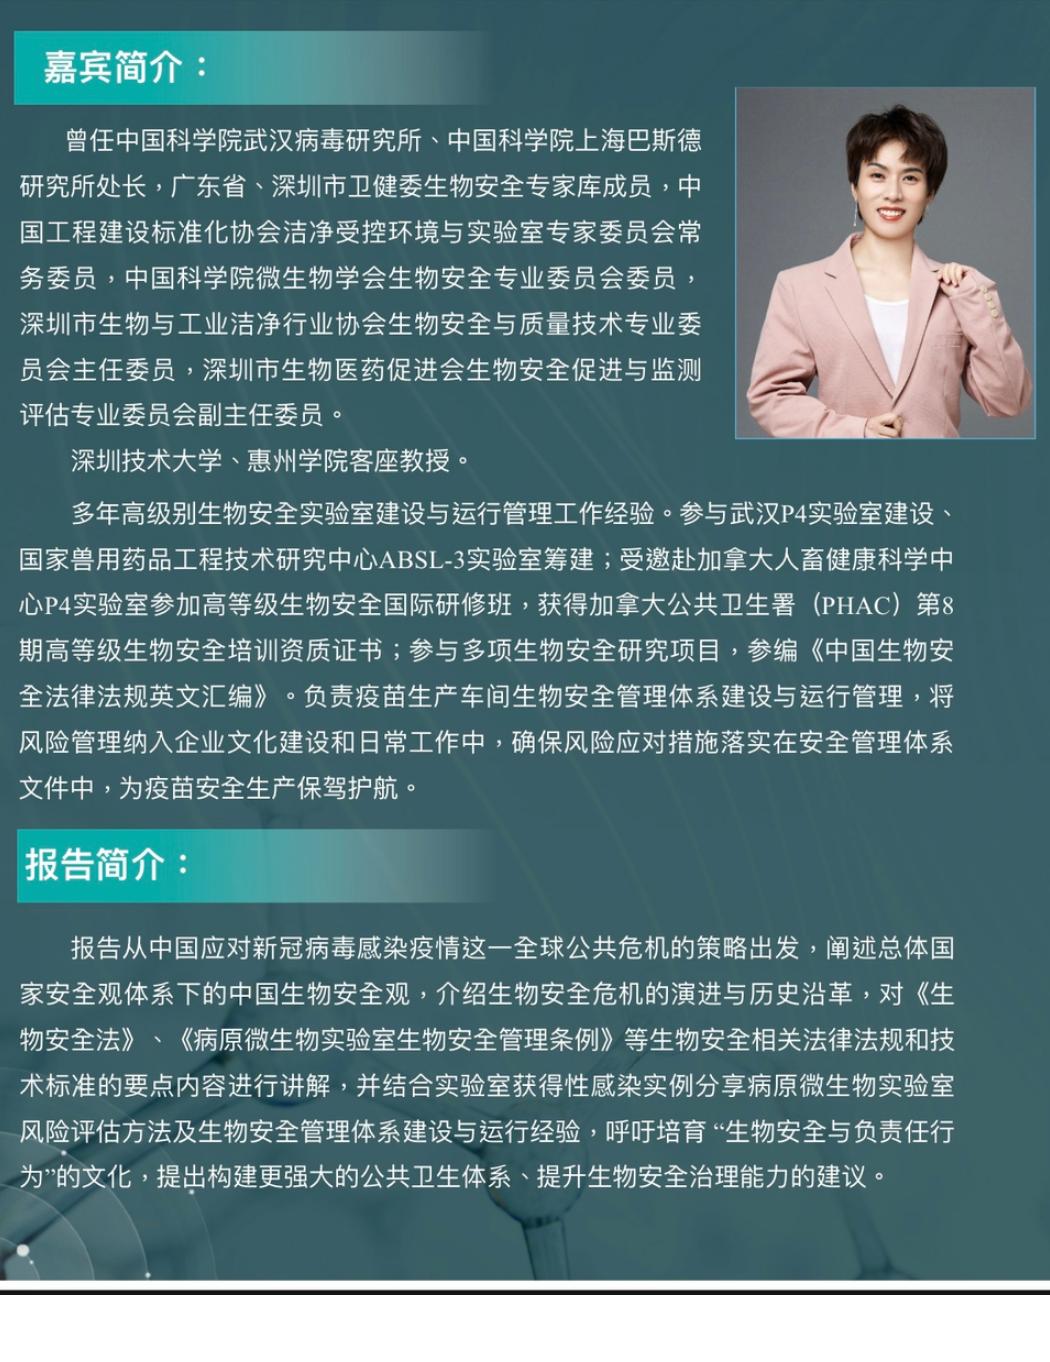 嘉宾简介：
曾任中国科学院武汉病毒研究所、中国科学院上海巴斯德
研究所处长，广东省、深圳市卫健委生物安全专家库成员，中
国工程建设标准化协会洁净受控环境与实验室专家委员会常
务委员，中国科学院微生物学会生物安全专业委员会委员，
深圳市生物与工业洁净行业协会生物安全与质量技术专业委
员会主任委员，深圳市生物医药促进会生物安全促进与监测
评估专业委员会副主任委员。
深圳技术大学、惠州学院客座教授。
多年高级别生物安全实验室建设与运行管理工作经验。参与武汉P4实验室建设、
国家兽用药品工程技术研究中心ABSL-3实验室筹建；受邀赴加拿大人畜健康科学中
心P4实验室参加高等级生物安全国际研修班，获得加拿大公共卫生署（PHAC）第8
期高等级生物安全培训资质证书；参与多项生物安全研究项目，参编《中国生物安
全法律法规英文汇编》。负责疫苗生产车间生物安全管理体系建设与运行管理，将
风险管理纳入企业文化建设和日常工作中，确保风险应对措施落实在安全管理体系
文件中，为疫苗安全生产保驾护航。
报告简介：
报告从中国应对新冠病毒感染疫情这一全球公共危机的策略出发，阐述总体国
家安全观体系下的中国生物安全观，介绍生物安全危机的演进与历史沿革，对《生
物安全法》、《病原微生物实验室生物安全管理条例》等生物安全相关法律法规和技
术标准的要点内容进行讲解，并结合实验室获得性感染实例分享病原微生物实验室
风险评估方法及生物安全管理体系建设与运行经验，呼吁培育 “生物安全与负责任行
为”的文化，提出构建更强大的公共卫生体系、提升生物安全治理能力的建议。